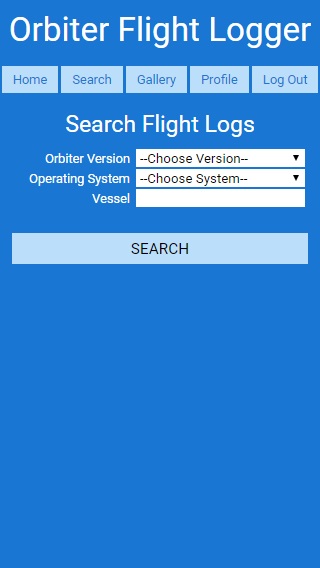 Orbiter Flight Logger
Home Search Gallery Profile Log Out
Search Flight Logs
Orbiter Version --Choose Version--
Operating System --Choose System--
Vessel
SEARCH